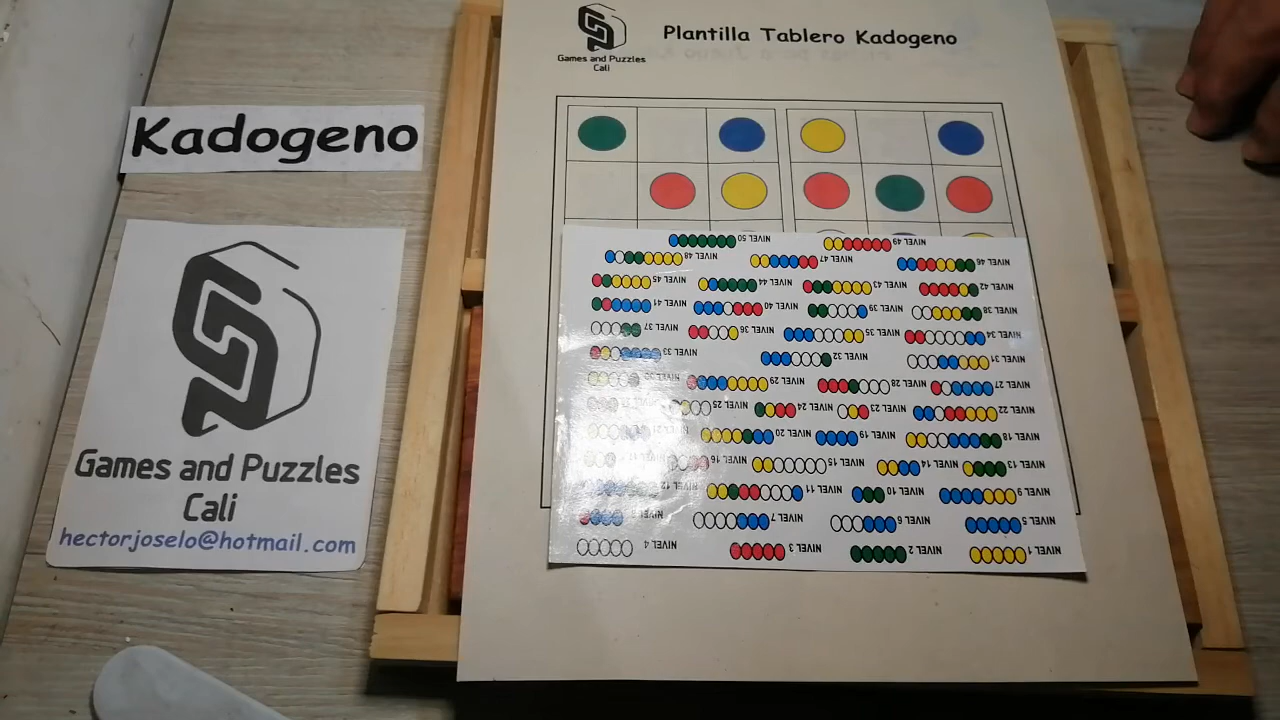 Games and Puzzles
Cali
Plantilla Tablero Kadogeno
Kadogeno
Games and Puzzles
Cali
hectorjoselo@hotmail.com
NIVEL 1
NIVEL 2
NIVEL 3
NIVEL 4
NIVEL 5
NIVEL 6
NIVEL 7
NIVEL 9
NIVEL 10
NIVEL 11
NIVEL 12
NIVEL 13
NIVEL 14
NIVEL 15
NIVEL 16
NIVEL 18
NIVEL 19
NIVEL 20
NIVEL 22
NIVEL 23
NIVEL 24
NIVEL 25
NIVEL 27
NIVEL 28
NIVEL 29
NIVEL 31
NIVEL 32
NIVEL 33
NIVEL 34
NIVEL 35
NIVEL 36
NIVEL 37
NIVEL 38
NIVEL 39
NIVEL 40
NIVEL 41
NIVEL 42
NIVEL 43
NIVEL 44
NIVEL 45
NIVEL 46
NIVEL 47
NIVEL 48
NIVEL 49
NIVEL 50